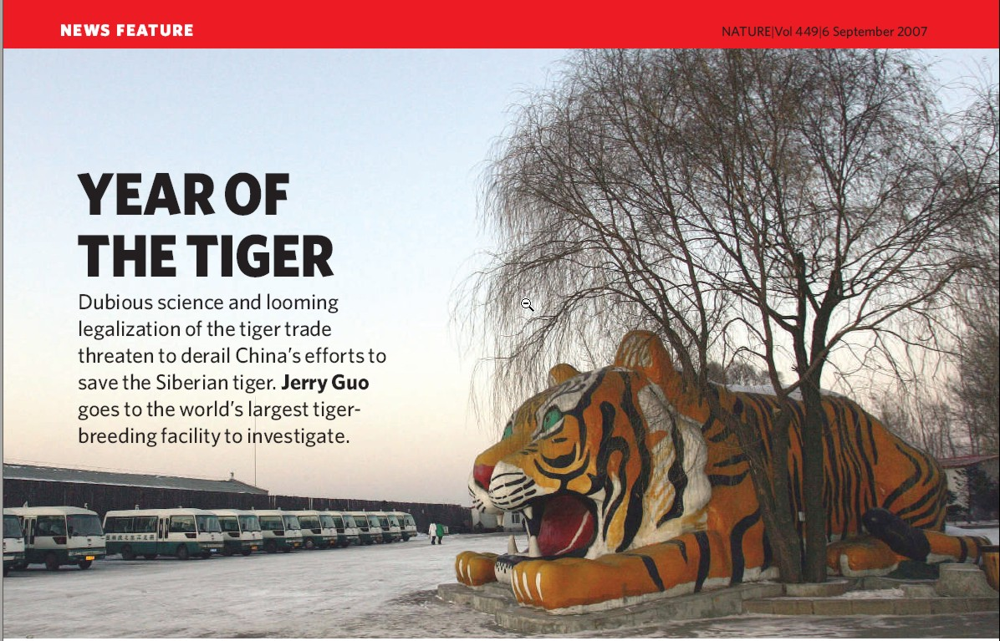 NEWS FEATURE
NATURE|Vol 449|6 September 2007
YEAR OF
THE TIGER
Dubious science and looming
legalization of the tiger trade
threaten to derail China's efforts to
save the Siberian tiger. Jerry Guo
goes to the world's largest tiger-
breeding facility to investigate.